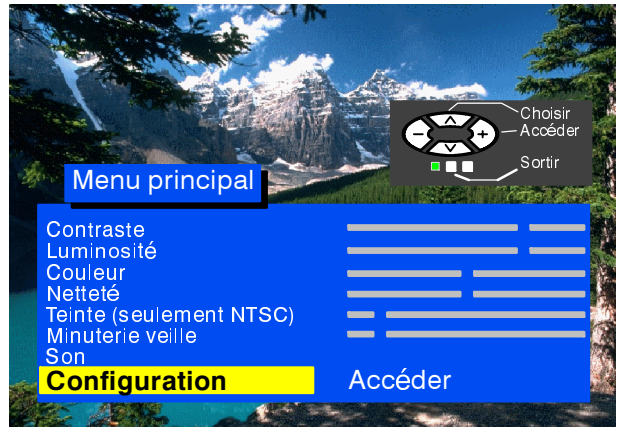 Choisir
Accéder
Sortir
Menu principal
Contraste
Luminosité
Couleur
Netteté
Teinte (seulement NTSC)
Minuterie veille
Son
Configuration Accéder